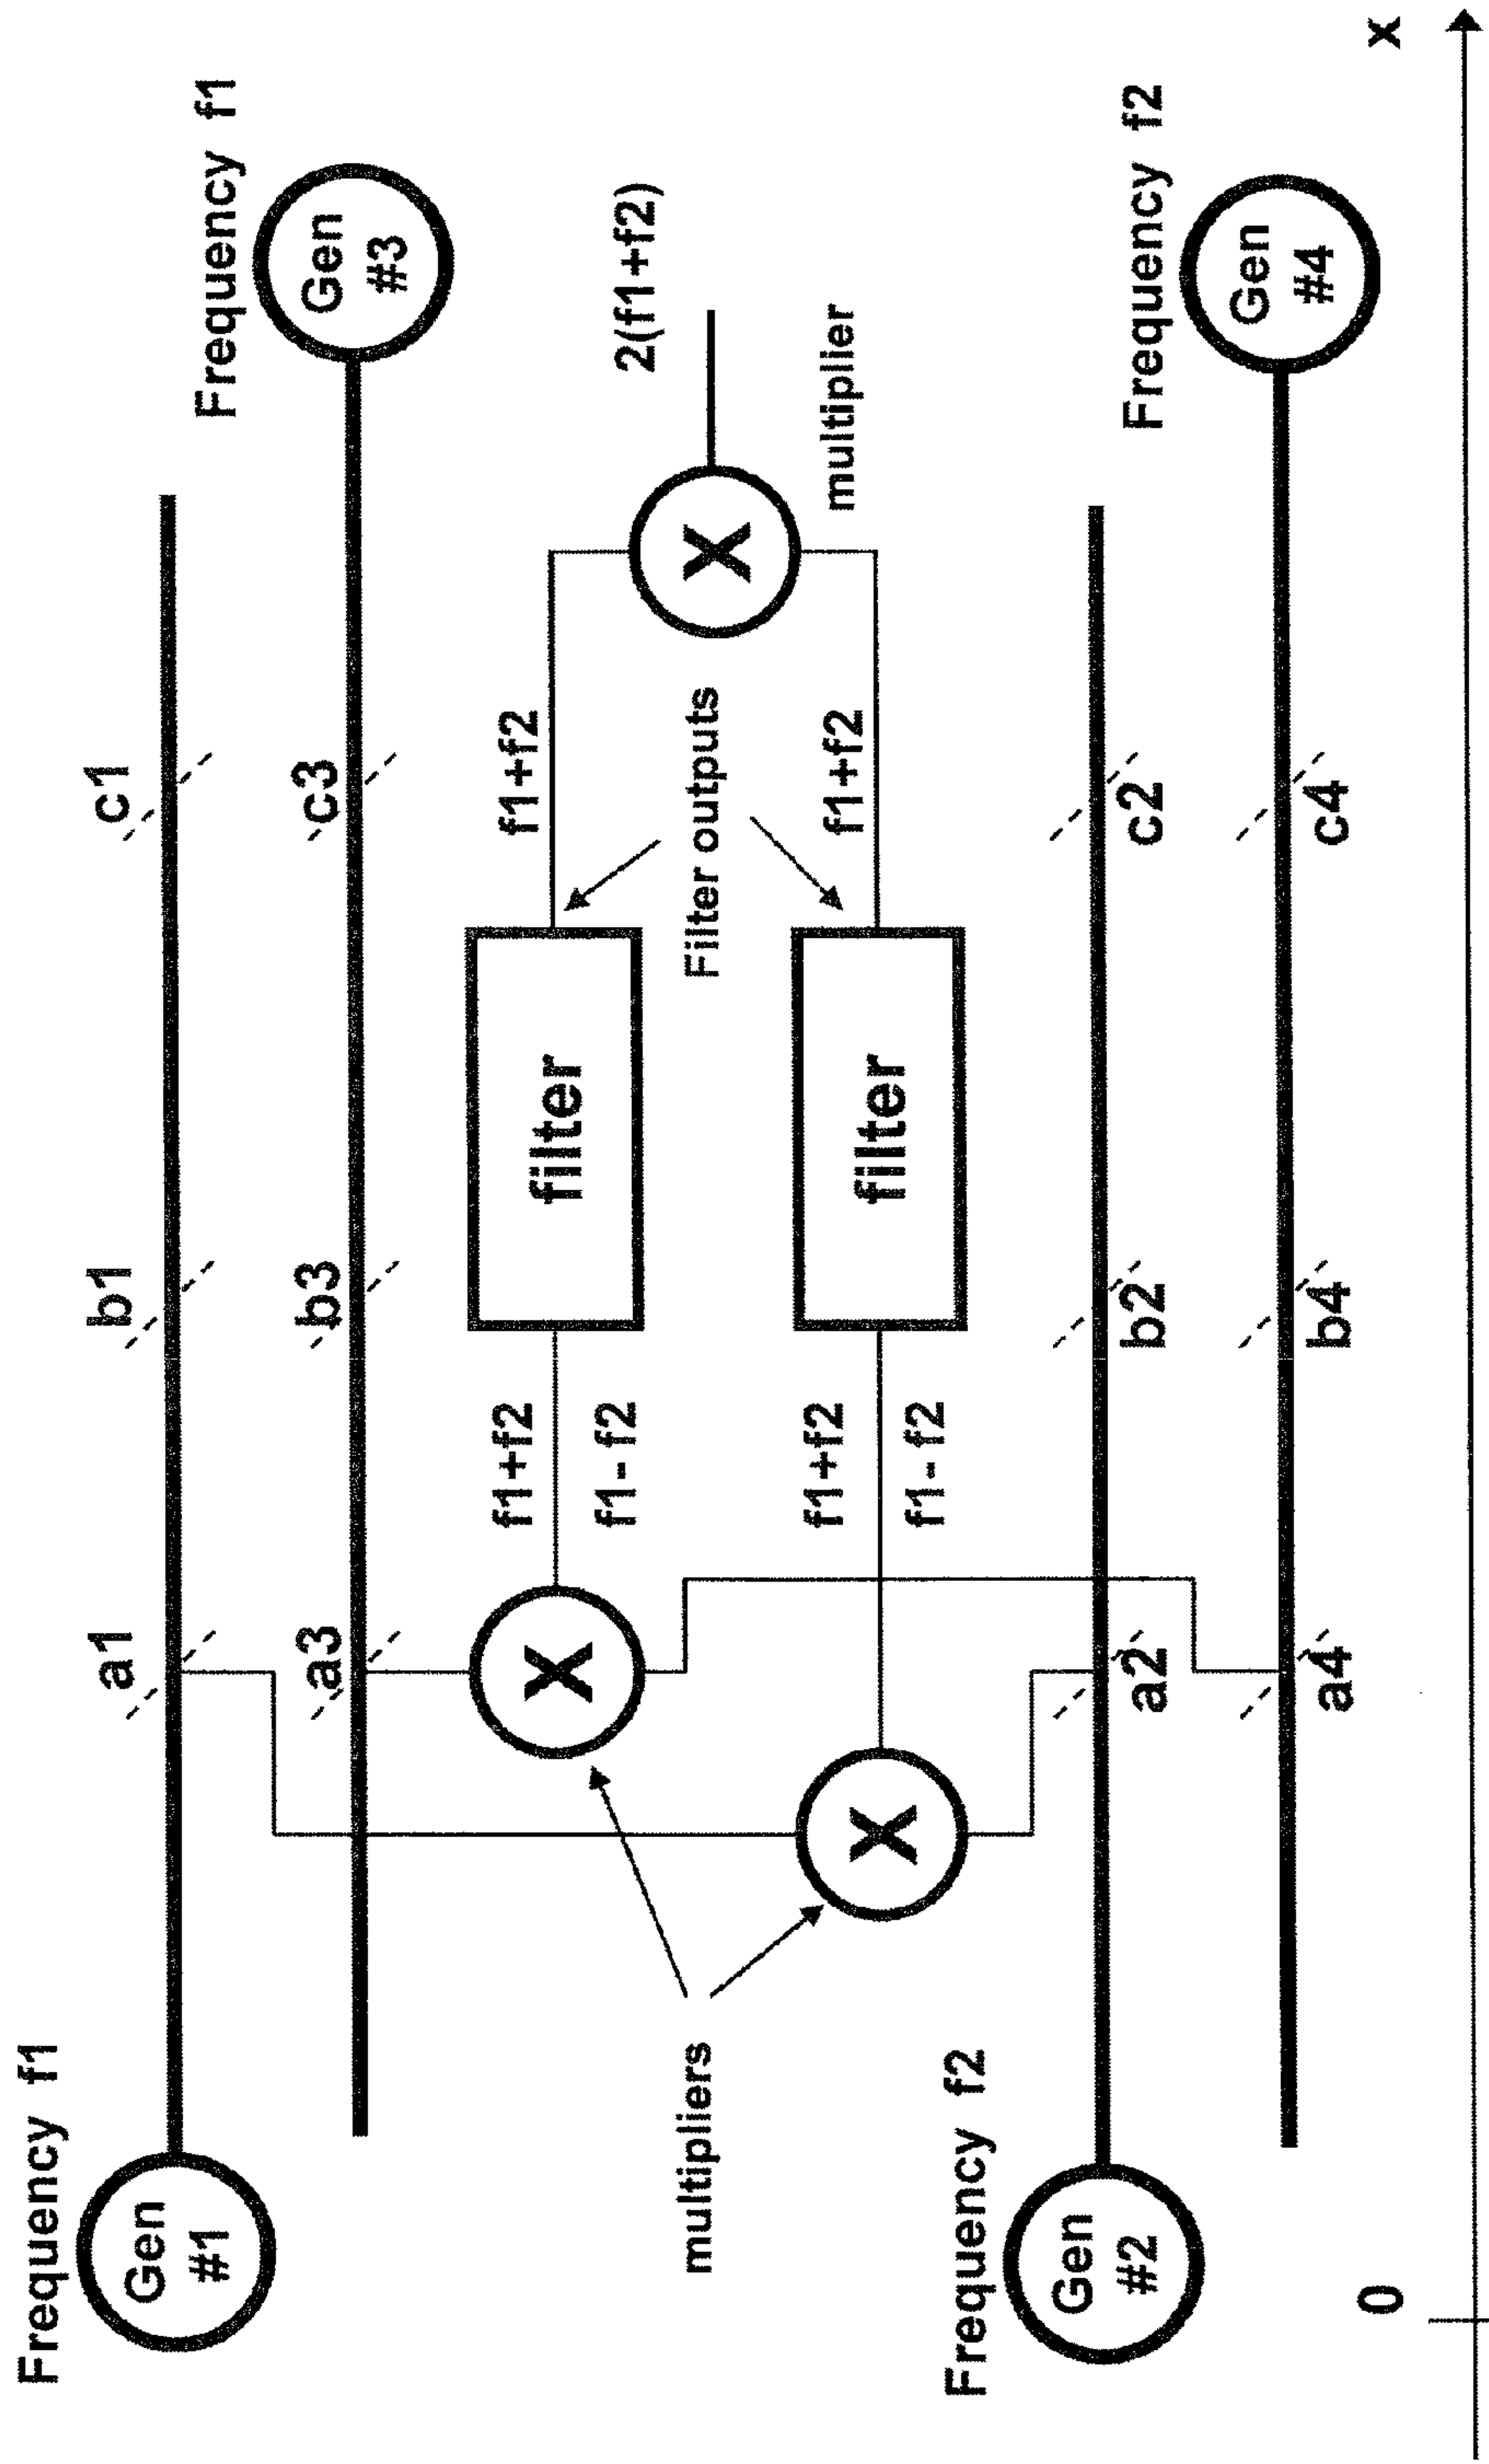 Frequency f1
Gen
#1
a1
b1
c1
Frequency f1
Gen
#3
a3
b3
c3
f1+f2
f1-f2
filter
f1+f2
X
Filter outputs
X
2(f1+f2)
multiplier
multipliers
X
f1+f2
f1-f2
filter
f1+f2
Frequency f2
Gen
#2
a2
b2
c2
Frequency f2
Gen
#4
a4
b4
c4
0
x